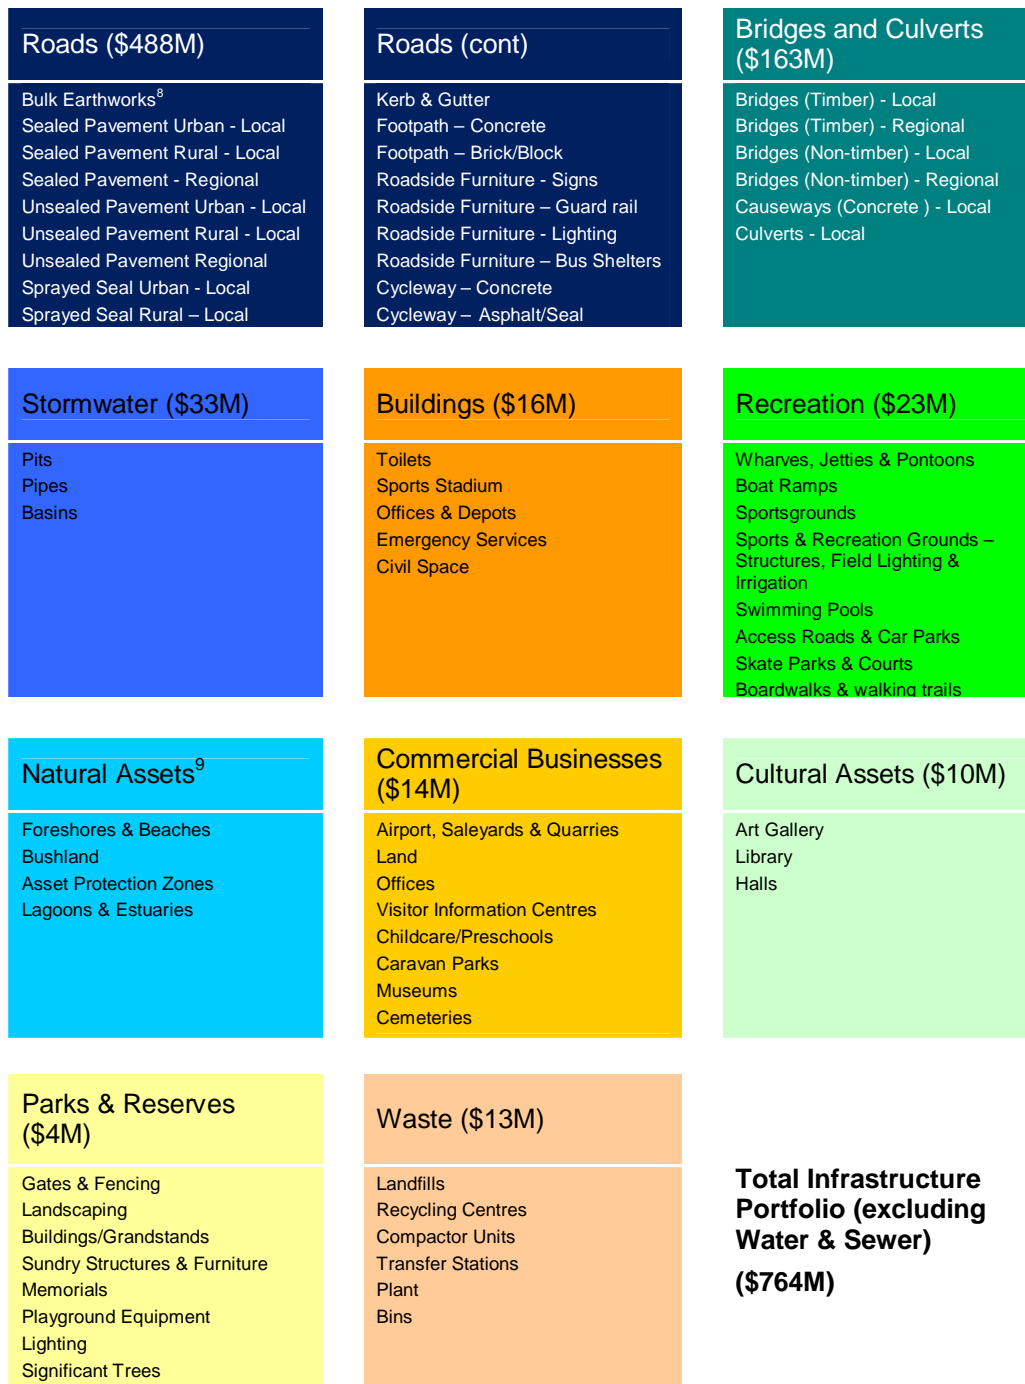 Roads ($488M)
Bulk Earthworks8
Sealed Pavement Urban - Local
Sealed Pavement Rural - Local
Sealed Pavement - Regional
Unsealed Pavement Urban - Local
Unsealed Pavement Rural - Local
Unsealed Pavement Regional
Sprayed Seal Urban - Local
Sprayed Seal Rural – Local
Roads (cont)
Kerb & Gutter
Footpath – Concrete
Footpath – Brick/Block
Roadside Furniture - Signs
Roadside Furniture – Guard rail
Roadside Furniture - Lighting
Roadside Furniture – Bus Shelters
Cycleway – Concrete
Cycleway – Asphalt/Seal
Bridges and Culverts
($163M)
Bridges (Timber) - Local
Bridges (Timber) - Regional
Bridges (Non-timber) - Local
Bridges (Non-timber) - Regional
Causeways (Concrete ) - Local
Culverts - Local
Stormwater ($33M)
Pits
Pipes
Basins
Buildings ($16M)
Toilets
Sports Stadium
Offices & Depots
Emergency Services
Civil Space
Recreation ($23M)
Wharves, Jetties & Pontoons
Boat Ramps
Sportsgrounds
Sports & Recreation Grounds –
Structures, Field Lighting &
Irrigation
Swimming Pools
Access Roads & Car Parks
Skate Parks & Courts
Boardwalks & walking trails
Natural Assets9
Foreshores & Beaches
Bushland
Asset Protection Zones
Lagoons & Estuaries
Commercial Businesses
($14M)
Airport, Saleyards & Quarries
Land
Offices
Visitor Information Centres
Childcare/Preschools
Caravan Parks
Museums
Cemeteries
Cultural Assets ($10M)
Art Gallery
Library
Halls
Parks & Reserves
($4M)
Gates & Fencing
Landscaping
Buildings/Grandstands
Sundry Structures & Furniture
Memorials
Playground Equipment
Lighting
Significant Trees
Waste ($13M)
Landfills
Recycling Centres
Compactor Units
Transfer Stations
Plant
Bins
Total Infrastructure
Portfolio (excluding
Water & Sewer)
($764M)